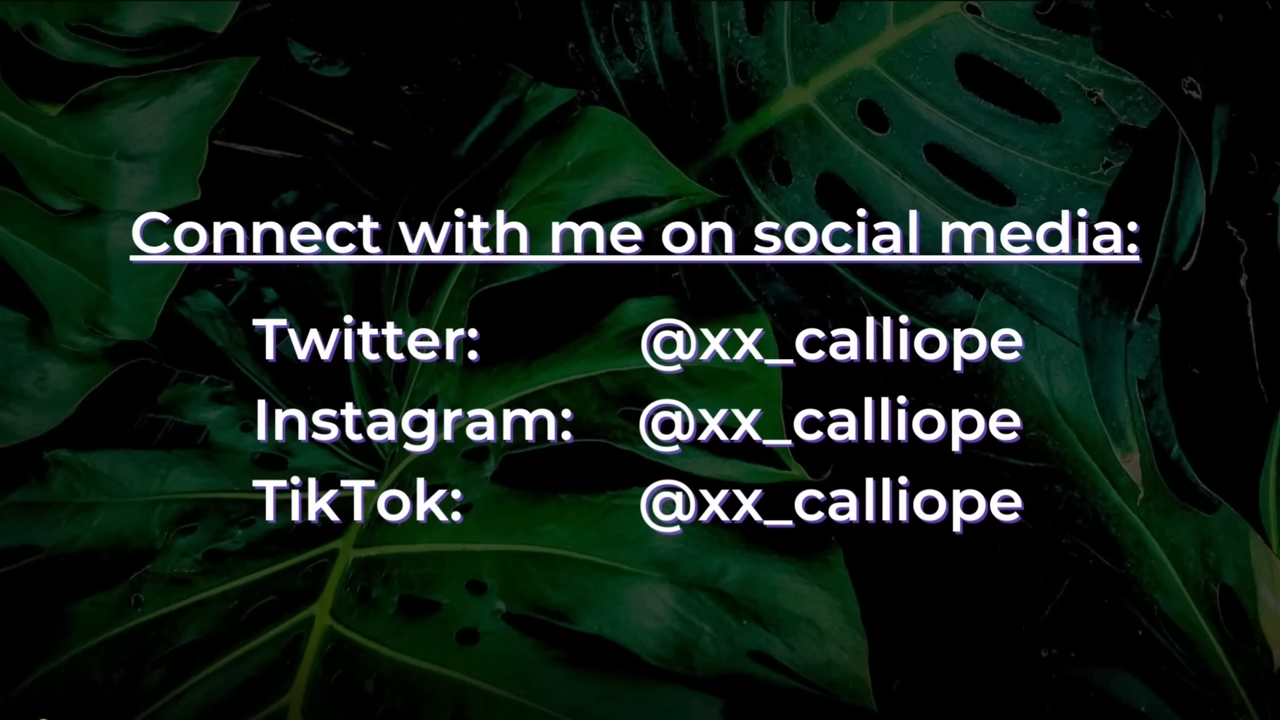 Connect with me on social media:
Twitter: @xx_calliope
Instagram: @xx_calliope
TikTok: @xx_calliope